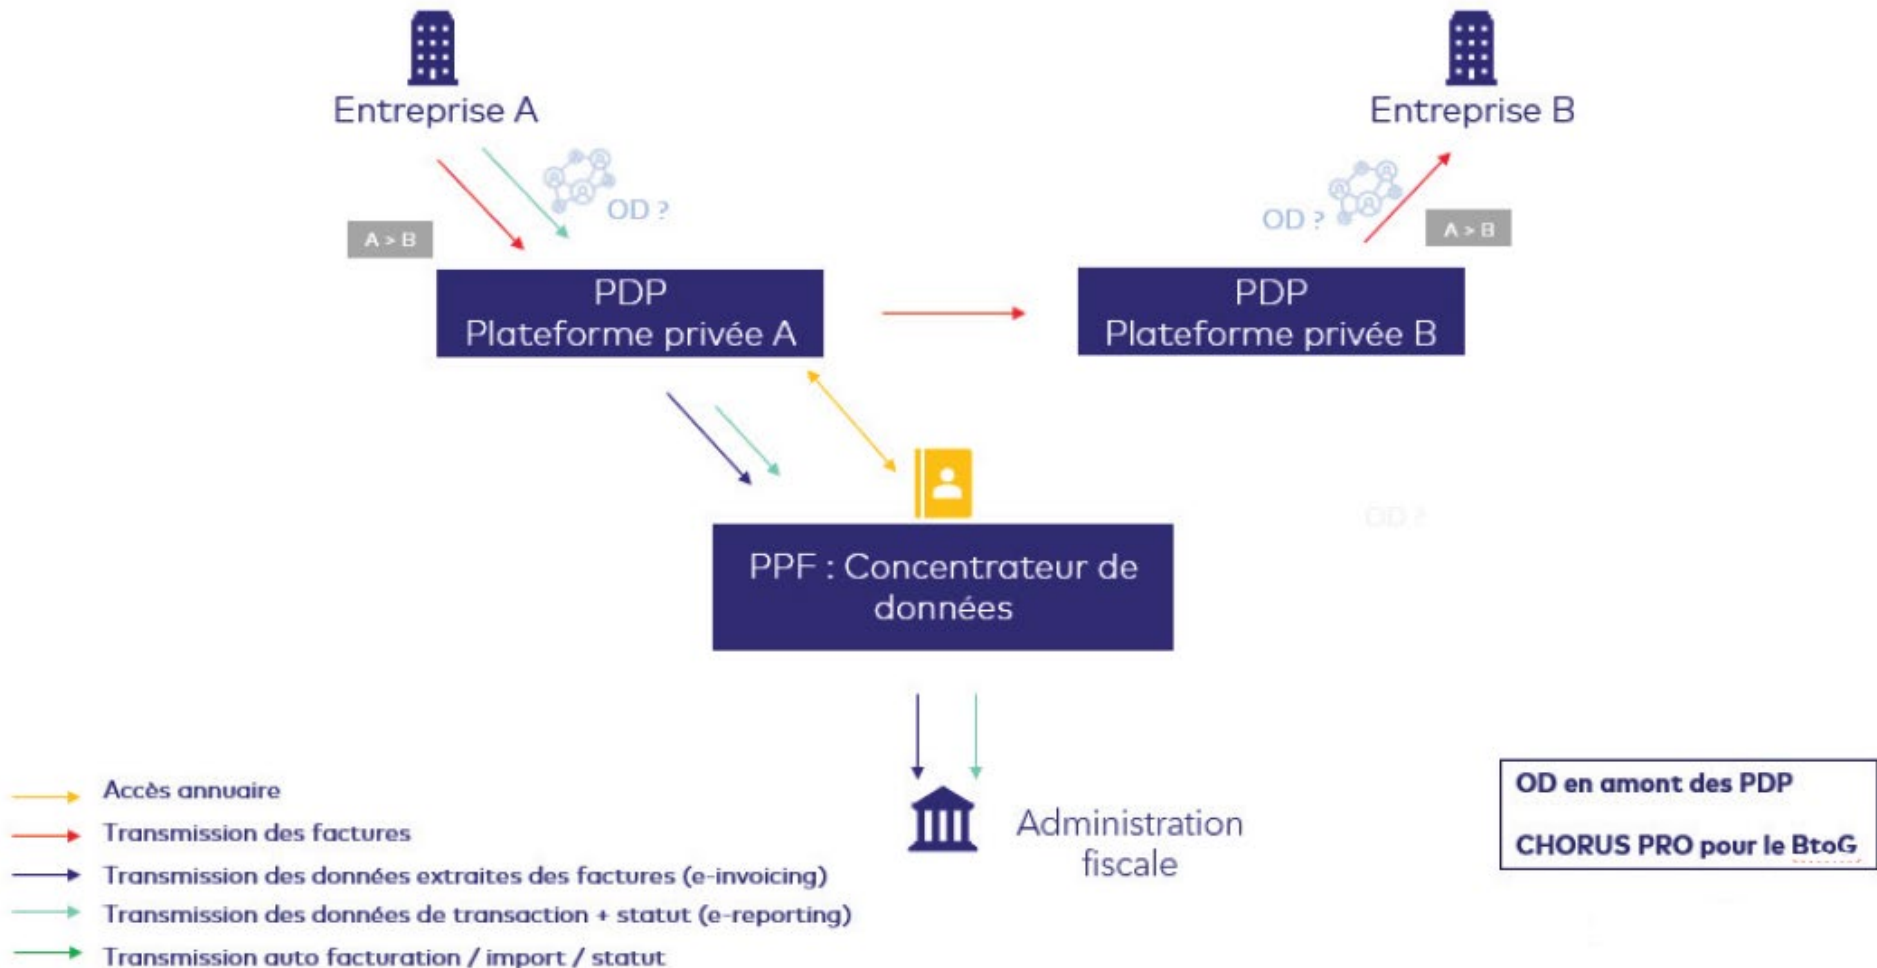 Entreprise A
Entreprise B
OD ?
OD ?
A > B
A > B
PDP
Plateforme privée A
PDP
Plateforme privée B
PPF : Concentrateur de
données
Administration
fiscale
Accès annuaire
Transmission des factures
Transmission des données extraites des factures (e-invoicing)
Transmission des données de transaction + statut (e-reporting)
Transmission auto facturation / import / statut
OD en amont des PDP
CHORUS PRO pour le BtoG